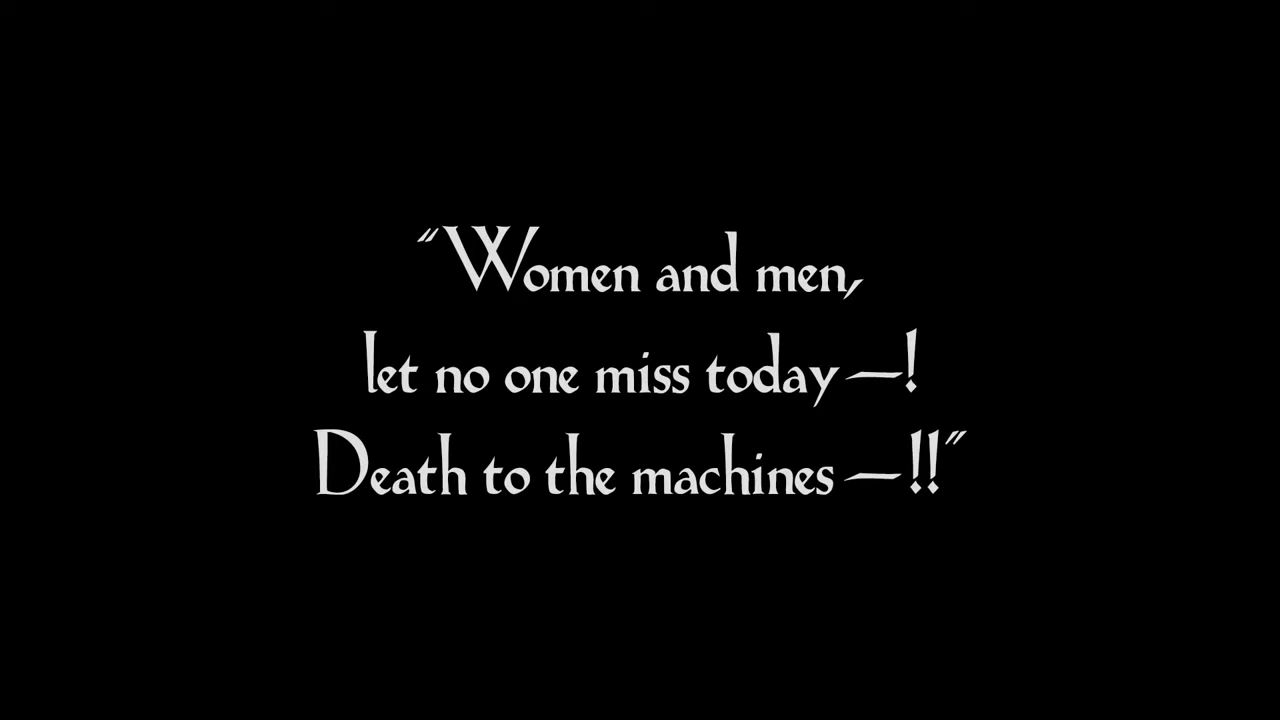 “Women and men,
let no one miss today—!
Death to the machines—!!”